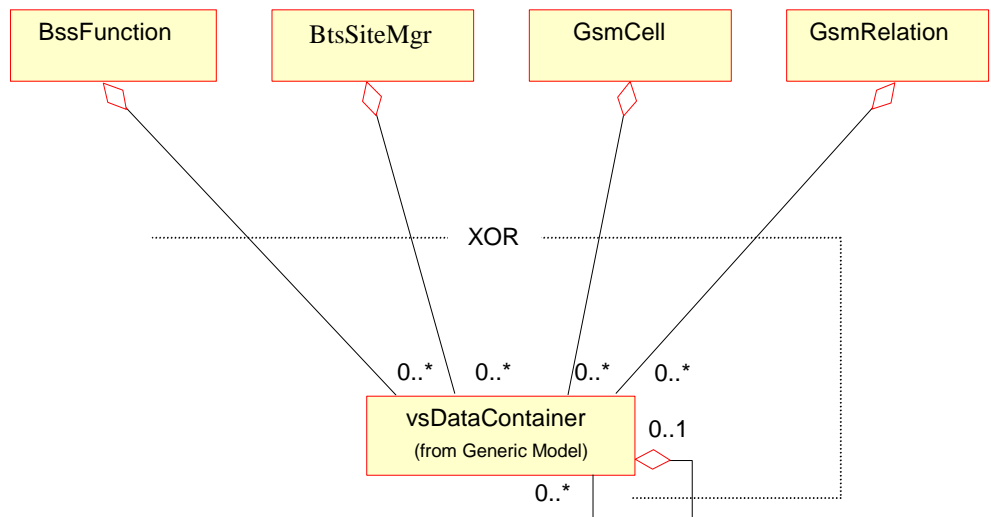 BssFunction
BtsSiteMgr
GsmCell
GsmRelation
XOR
0..*
0..*
0..*
0..*
vsDataContainer
(from Generic Model)
0..1
0..*